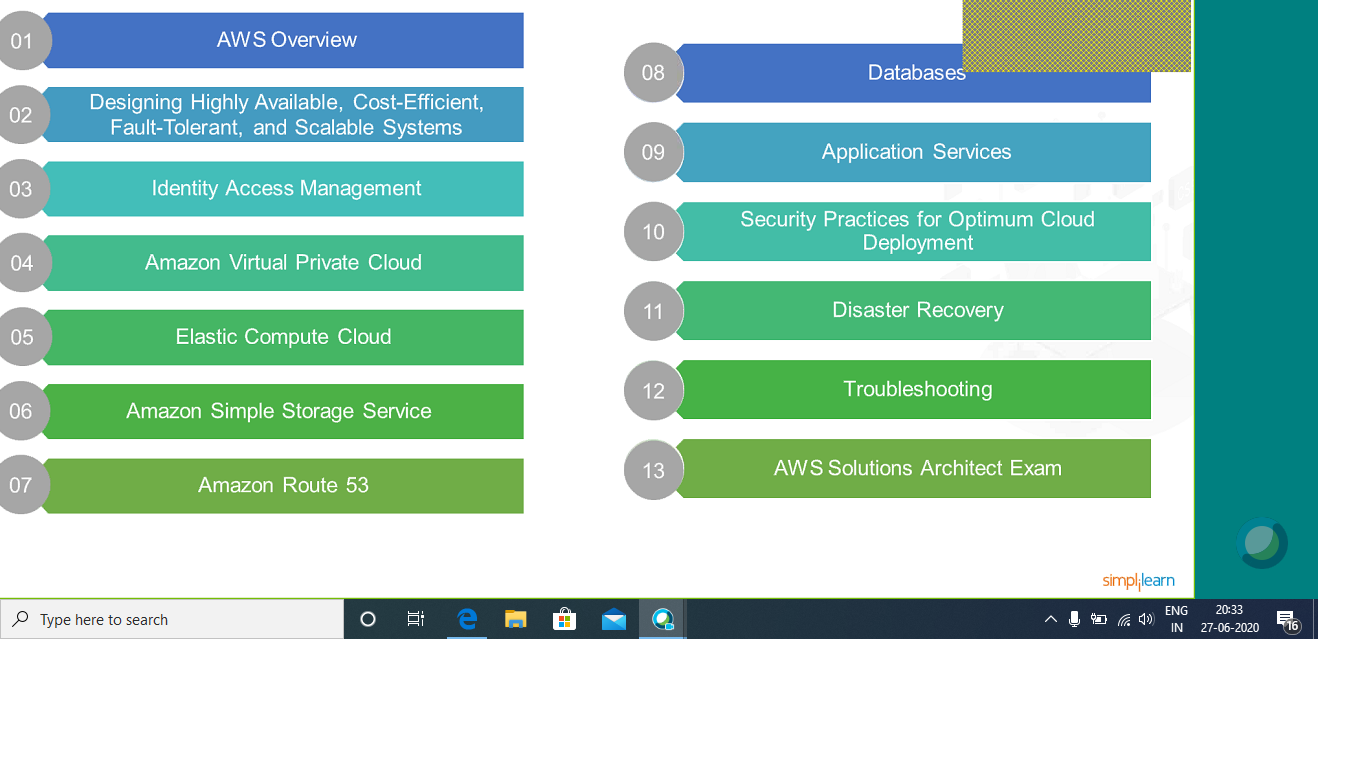 01
AWS Overview
02
Designing Highly Available, Cost-Efficient,
Fault-Tolerant, and Scalable Systems
03
Identity Access Management
04
Amazon Virtual Private Cloud
05
Elastic Compute Cloud
06
Amazon Simple Storage Service
07
Amazon Route 53
08
Databases
09
Application Services
10
Security Practices for Optimum Cloud
Deployment
11
Disaster Recovery
12
Troubleshooting
13
AWS Solutions Architect Exam
simplilearn
Type here to search
ENG
IN
20:33
27-06-2020
16